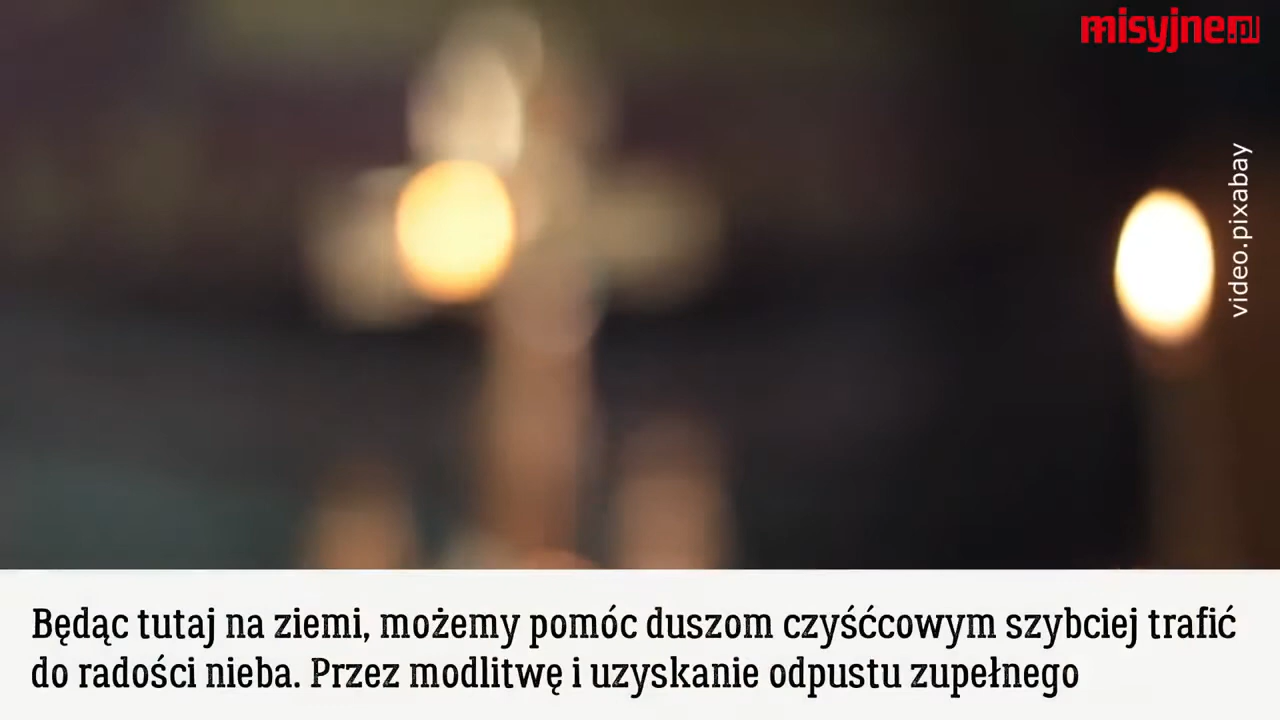 misyjne.pl
video.pixabay
Będąc tutaj na ziemi, możemy pomóc duszom czyśćcowym szybciej trafić
do radości nieba. Przez modlitwę i uzyskanie odpustu zupełnego